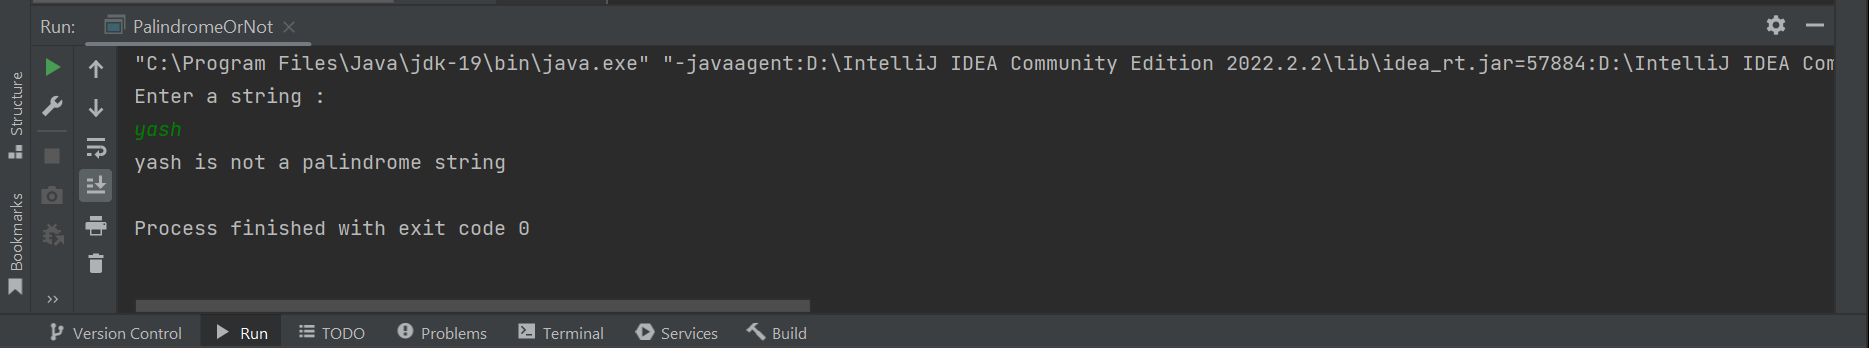 Run: PalindromeOrNot
"C:\Program Files\Java\jdk-19\bin\java.exe" "-javaagent:D:\IntelliJ IDEA Community Edition 2022.2.2\lib\idea_rt.jar=57884:D:\IntelliJ IDEA Com
Enter a string :
yash
yash is not a palindrome string
Process finished with exit code 0
Structure
Bookmarks
Version Control Run TODO Problems Terminal Services Build